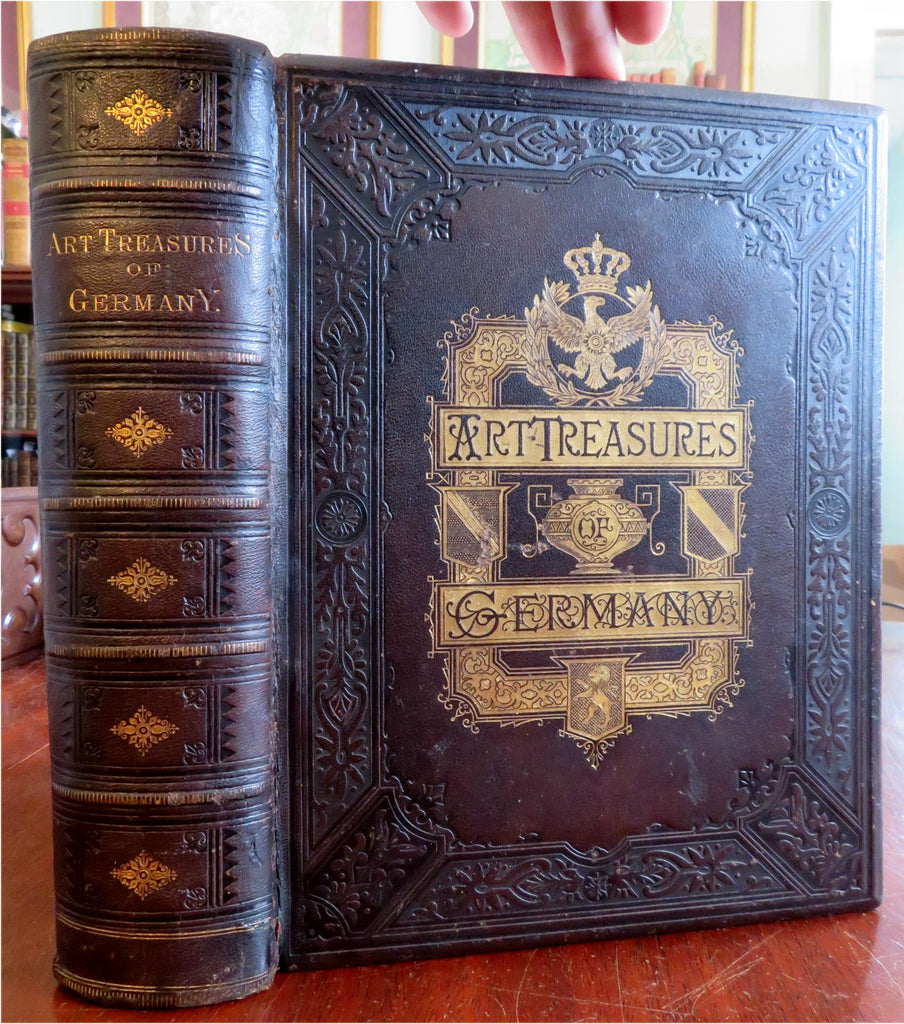 ART TREASURES
OF
GERMANY.
ART-TREASURES
OF
GERMANY.